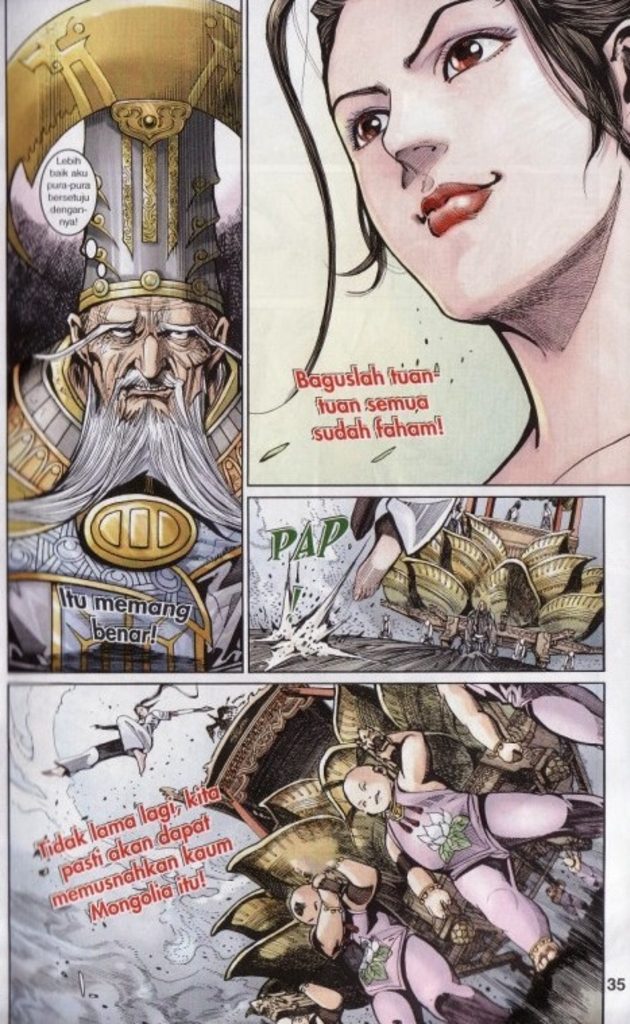 Lebih
baik aku
pura-pura
bersetuju
dengan-
nya!
Itu memang
benar!
Baguslah tuan-
tuan semua
sudah faham!
PAP
!
Tidak lama lagi, kita
pasti akan dapat
memusnahkan kaum
Mongolia itu!
35